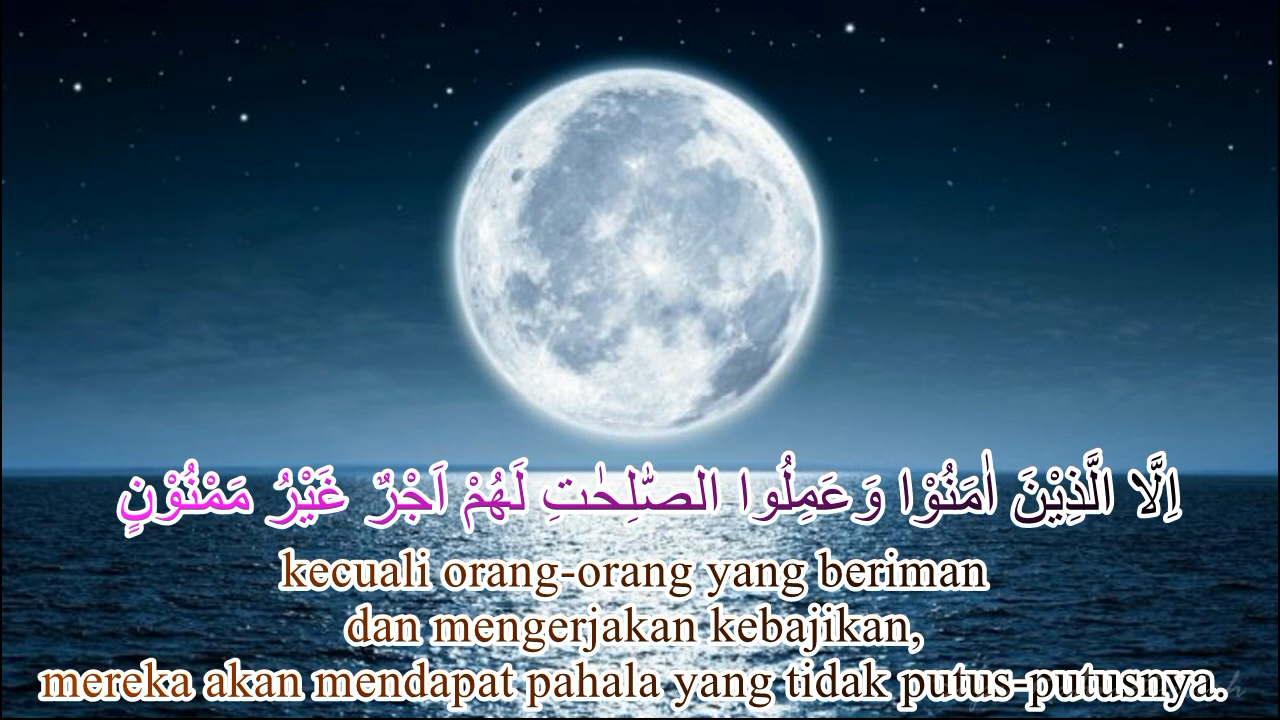 اِلَّا الَّذِيْنَ اٰمَنُوْا وَعَمِلُوا الصّٰلِحٰتِ لَهُمْ اَجْرٌ غَيْرُ مَمْنُوْنٍ
kecuali orang-orang yang beriman
dan mengerjakan kebajikan,
mereka akan mendapat pahala yang tidak putus-putusnya.